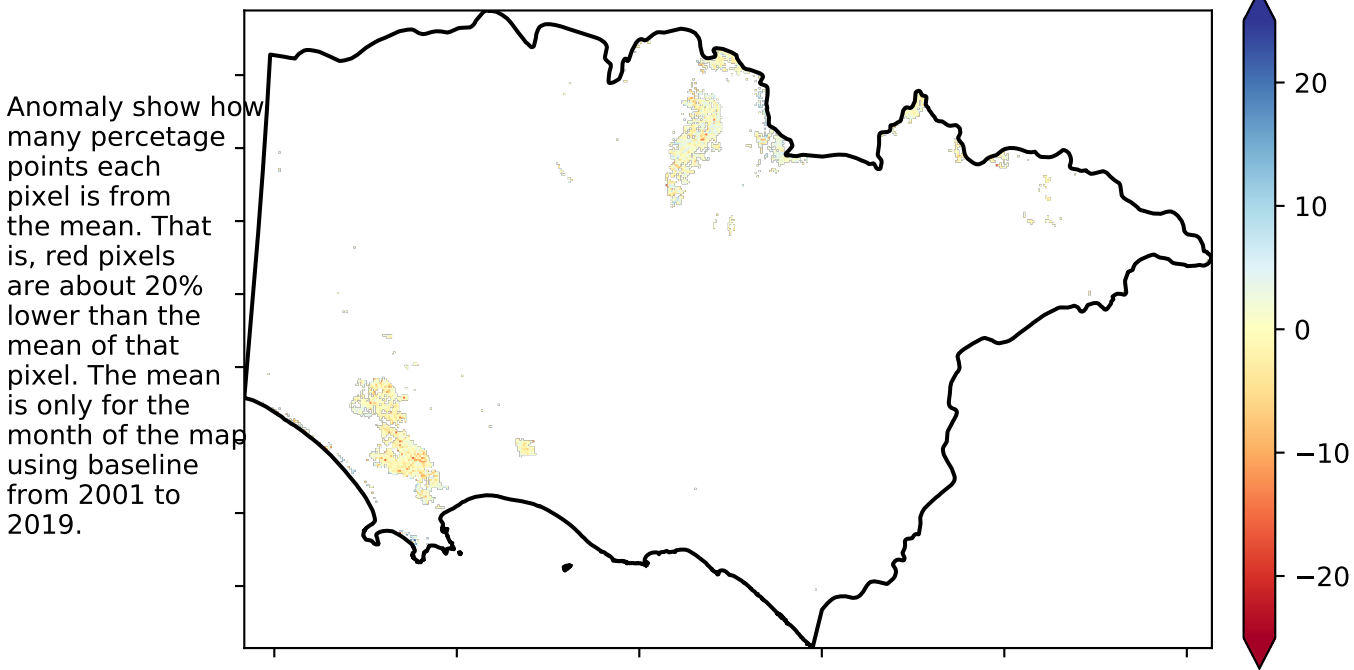 Anomaly show how
many percetage
points each
pixel is from
the mean. That
is, red pixels
are about 20%
lower than the
mean of that
pixel. The mean
is only for the
month of the map
using baseline
from 2001 to
2019.
20
10
0
−10
−20